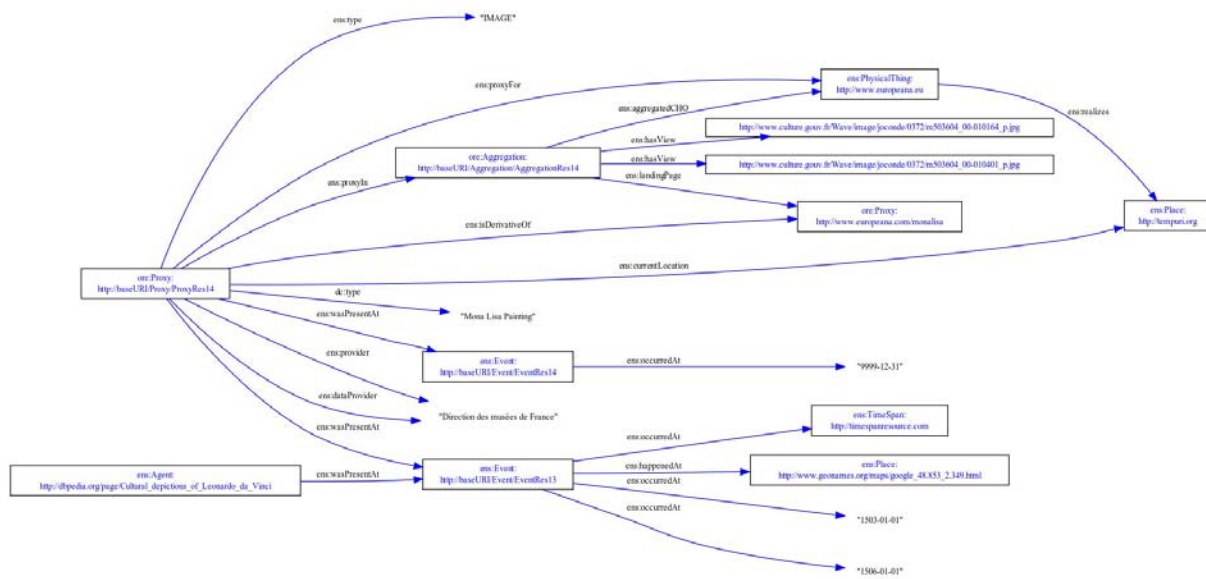 ens:type
"IMAGE"
ens:proxyFor
ens:PhysicalThing:
http://www.europeana.eu
ens:aggregatedCHO
ens:realizes
ens:hasView
http://www.culture.gouv.fr/Wave/image/joconde/0372/m503604_00-010164_p.jpg
ore:Aggregation:
http://baseURI/Aggregation/AggregationRes14
ens:hasView
http://www.culture.gouv.fr/Wave/image/joconde/0372/m503604_00-010401_p.jpg
ens:landingPage
ens:proxyIn
ore:Proxy:
http://www.europeana.com/monalisa
ens:Place:
http://tempuri.org
ens:isDerivativeOf
ens:currentLocation
ore:Proxy:
http://baseURI/Proxy/ProxyRes14
dc:type
"Mona Lisa Painting"
ens:wasPresentAt
ens:provider
ens:Event:
http://baseURI/Event/EventRes14
ens:occurredAt
"9999-12-31"
ens:dataProvider
"Direction des musées de France"
ens:wasPresentAt
ens:occurredAt
ens:TimeSpan:
http://timespanresource.com
ens:Agent:
http://dbpedia.org/page/Cultural_depictions_of_Leonardo_da_Vinci
ens:wasPresentAt
ens:Event:
http://baseURI/Event/EventRes13
ens:happenedAt
ens:Place:
http://www.geonames.org/maps/google_48.853_2.349.html
ens:occurredAt
"1503-01-01"
ens:occurredAt
"1506-01-01"